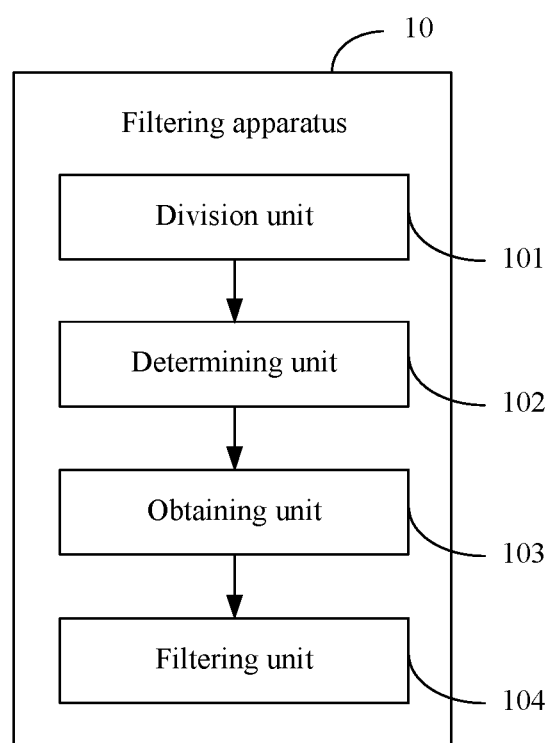 10
Filtering apparatus
Division unit
101
Determining unit
102
Obtaining unit
103
Filtering unit
104